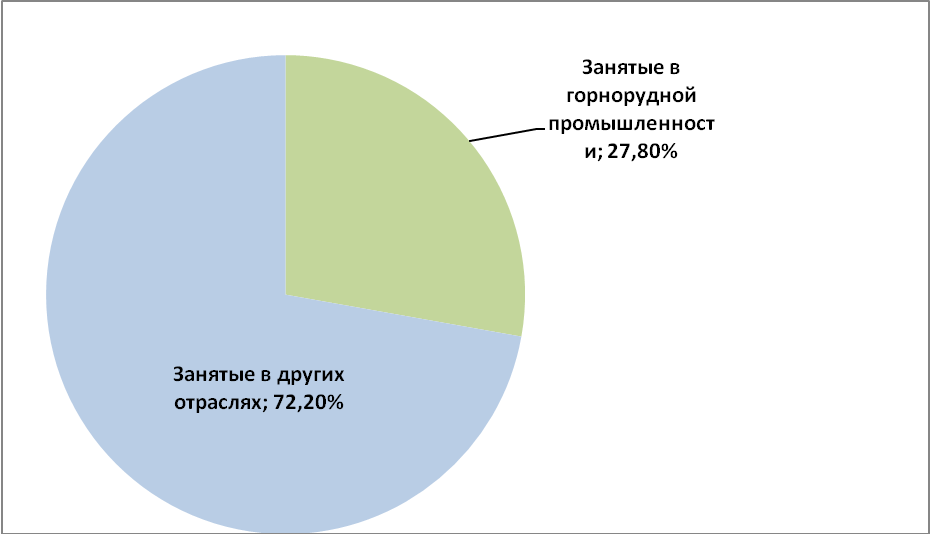 Занятые в
горнорудной
промышленност
и; 27,80%
Занятые в других
отраслях; 72,20%